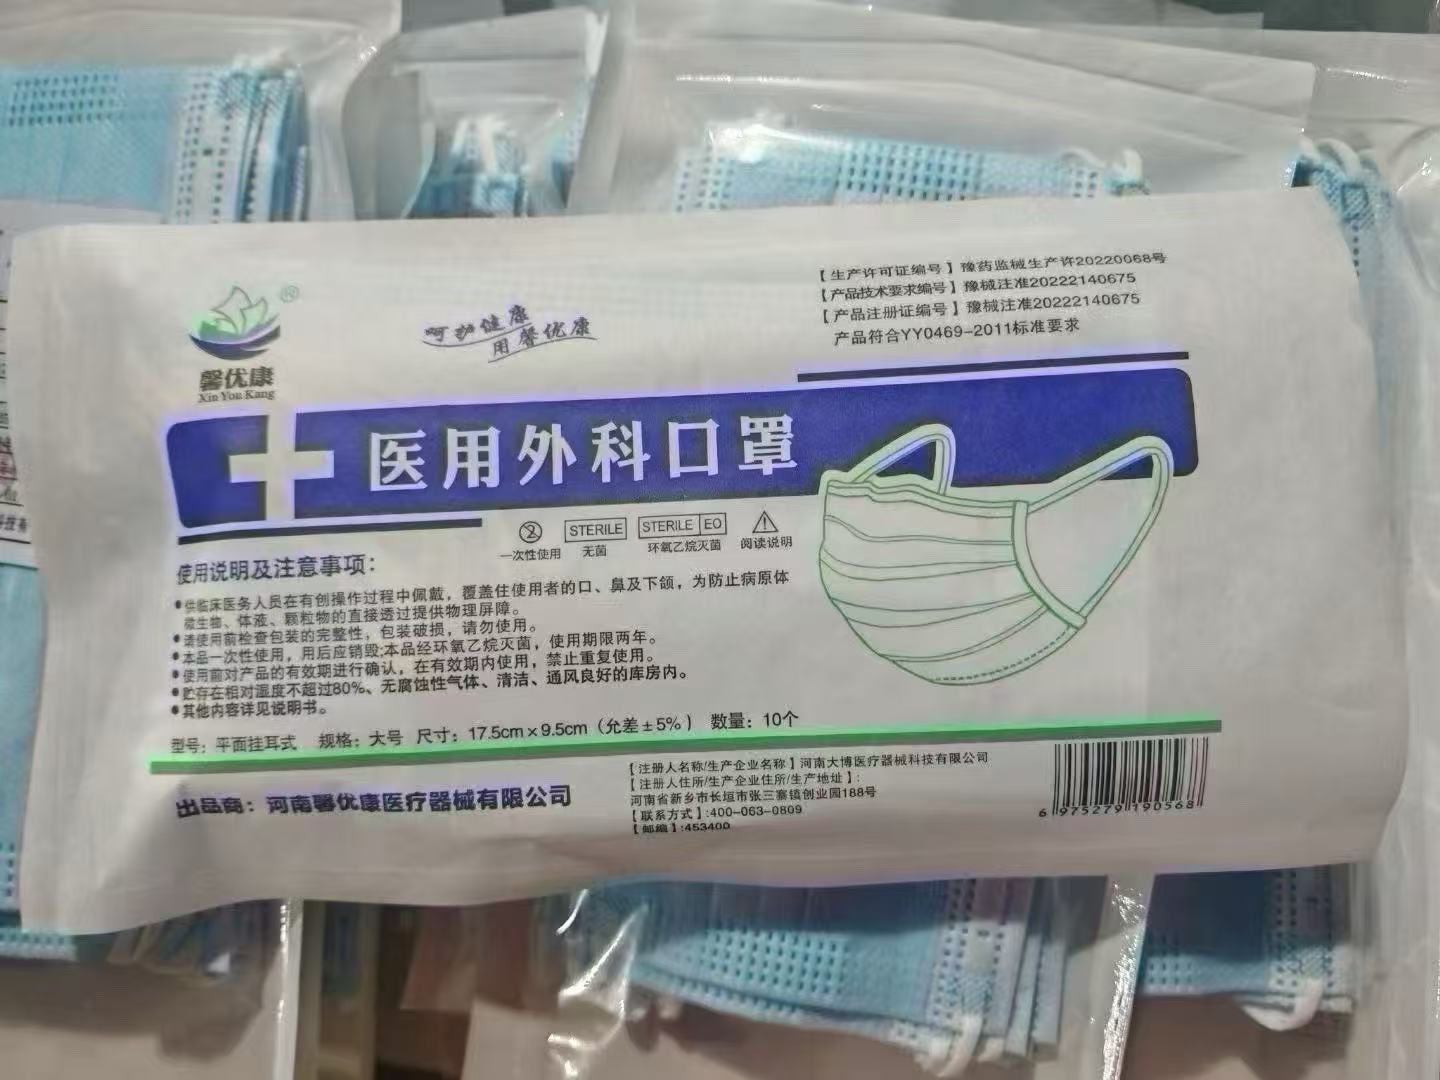 ®
馨优康
Xin You Kang
呵护健康
用馨优康
【生产许可证编号】豫药监械生产许20220068号
【产品技术要求编号】豫械注准20222140675
【产品注册证编号】豫械注准20222140675
产品符合YY0469-2011标准要求
医用外科口罩
2
一次性使用
STERILE
无菌
STERILE EO
环氧乙烷灭菌
阅读说明
使用说明及注意事项：
●供临床医务人员在有创操作过程中佩戴，覆盖住使用者的口、鼻及下颌，为防止病原体
微生物、体液、颗粒物的直接透过提供物理屏障。
●请使用前检查包装的完整性，包装破损，请勿使用。
●本品一次性使用，用后应销毁;本品经环氧乙烷灭菌，使用期限两年。
●使用前对产品的有效期进行确认，在有效期内使用，禁止重复使用。
●贮存在相对湿度不超过80%、无腐蚀性气体、清洁、通风良好的库房内。
●其他内容详见说明书。
型号：平面挂耳式 规格：大号 尺寸：17.5cm×9.5cm（允差±5%） 数量：10个
出品商：河南馨优康医疗器械有限公司
【注册人名称/生产企业名称】河南大博医疗器械科技有限公司
【注册人住所/生产企业住所/生产地址】:
河南省新乡市长垣市张三寨镇创业园188号
【联系方式】:400-063-0809
【邮编】:453400
6 975279 190568